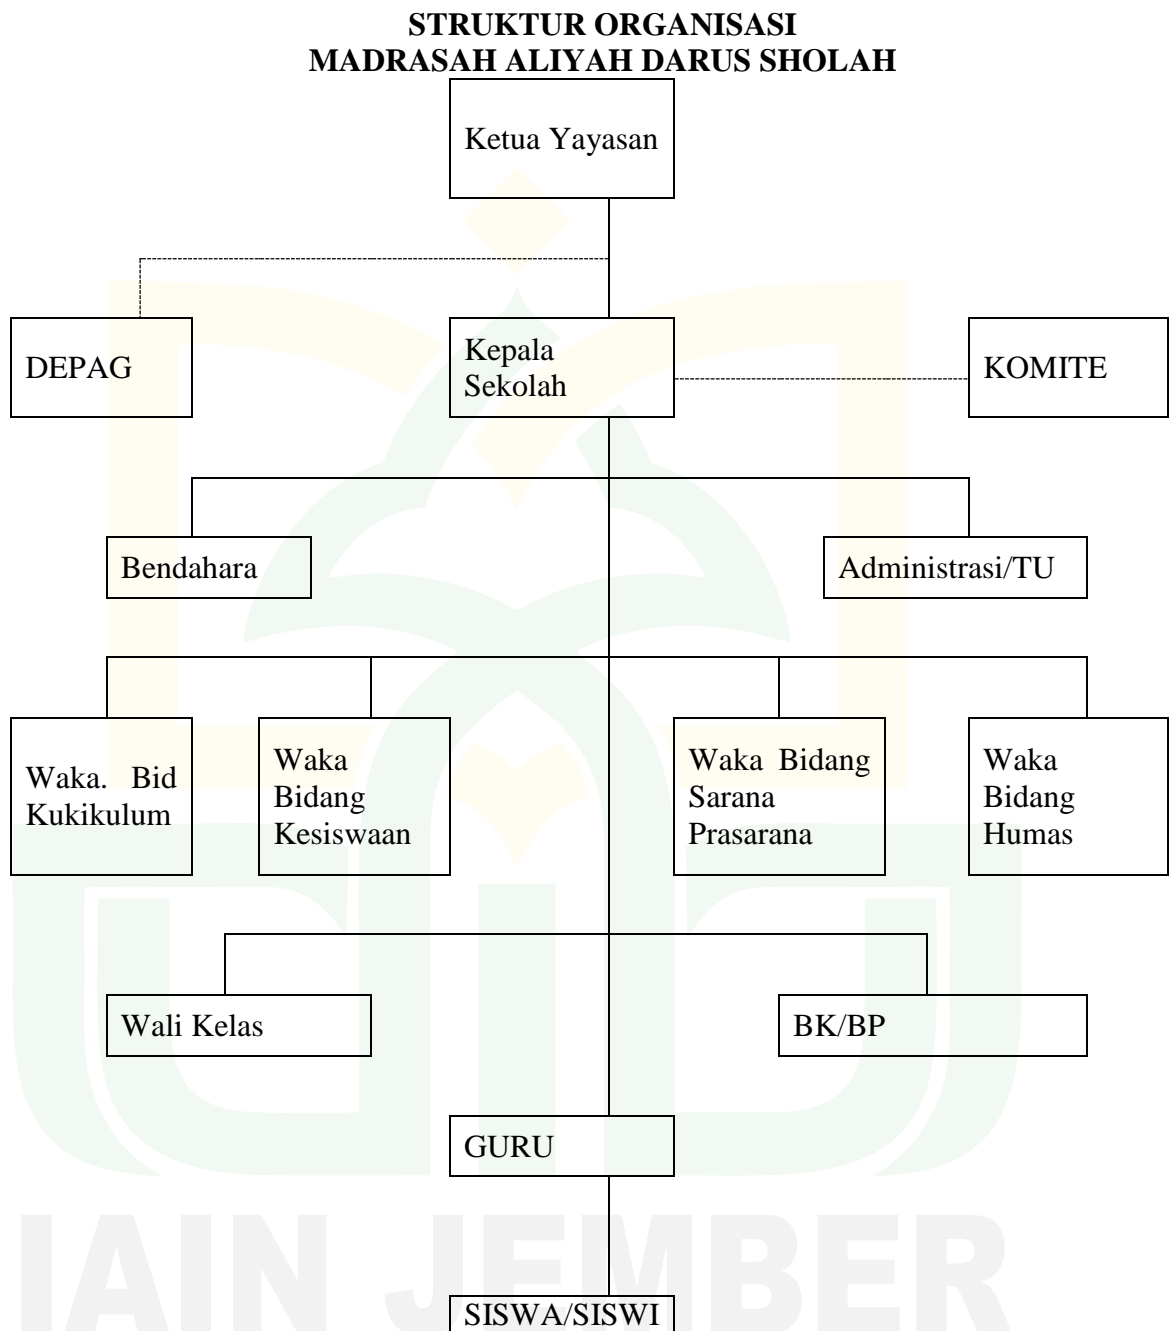 STRUKTUR ORGANISASI
MADRASAH ALIYAH DARUS SHOLAH
Ketua Yayasan
DEPAG
Kepala
Sekolah
KOMITE
Bendahara
Administrasi/TU
Waka. Bid
Kukikulum
Waka
Bidang
Kesiswaan
Waka Bidang
Sarana
Prasarana
Waka
Bidang
Humas
Wali Kelas
BK/BP
GURU
IAIN JEMBER
SISWA/SISWI